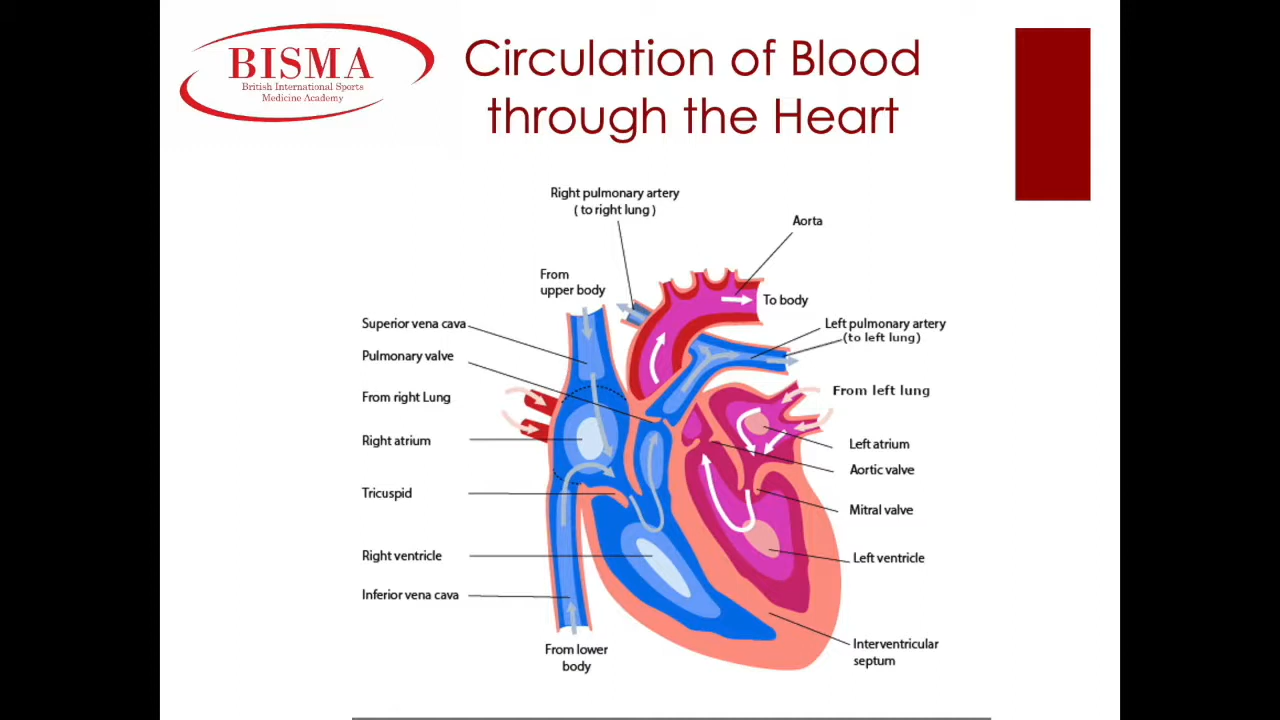 BISMA
British International Sports
Medicine Academy
Circulation of Blood
through the Heart
Right pulmonary artery
( to right lung )
Aorta
From
upper body
To body
Superior vena cava
Left pulmonary artery
(to left lung)
Pulmonary valve
From right Lung
From left lung
Right atrium
Left atrium
Aortic valve
Tricuspid
Mitral valve
Right ventricle
Left ventricle
Inferior vena cava
From lower
body
Interventricular
septum